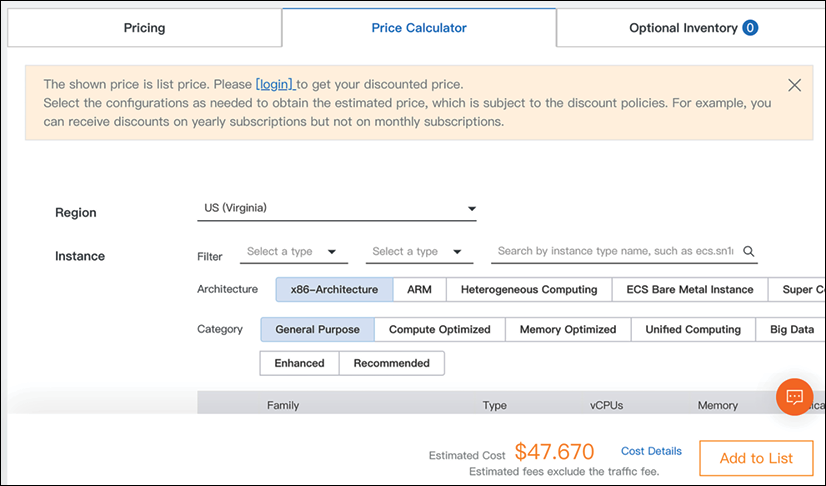 Pricing
Price Calculator
Optional Inventory 0
The shown price is list price. Please [login] to get your discounted price.
Select the configurations as needed to obtain the estimated price, which is subject to the discount policies. For example, you
can receive discounts on yearly subscriptions but not on monthly subscriptions.
Region
US (Virginia)
Instance
Filter
Select a type
Select a type
Search by instance type name, such as ecs.sn1
Architecture
x86-Architecture
ARM
Heterogeneous Computing
ECS Bare Metal Instance
Super
Category
General Purpose
Compute Optimized
Memory Optimized
Unified Computing
Big Data
Enhanced
Recommended
Family
Type
vCPUs
Memory
Estimated Cost $47.670
Cost Details
Add to List
Estimated fees exclude the traffic fee.